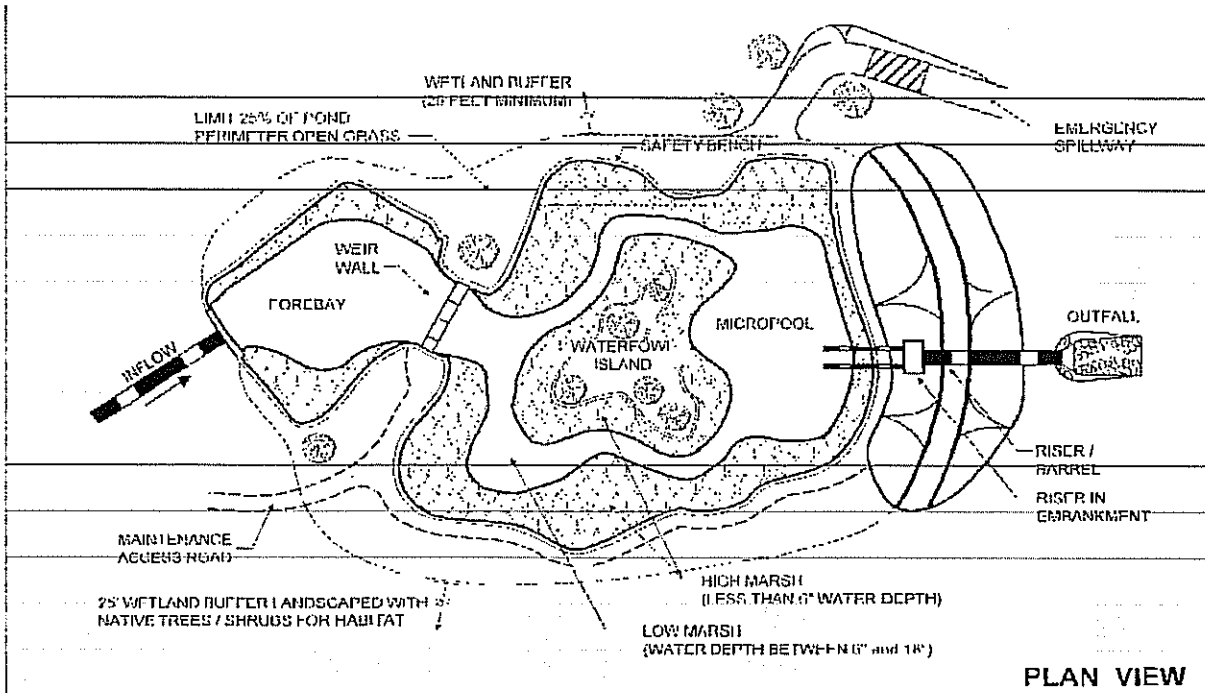 WETLAND BUFFER
(25 FEET MINIMUM)
LIMIT 25% OF POND
PERIMETER OPEN GRASS
SAFETY BENCH
EMERGENCY
SPILLWAY
WEIR
WALL
FOREBAY
INFLOW
WATERFOWL
ISLAND
MICROPOOL
OUTFALL
RISER /
BARREL
RISER IN
EMBANKMENT
MAINTENANCE
ACCESS ROAD
25' WETLAND BUFFER LANDSCAPED WITH
NATIVE TREES / SHRUBS FOR HABITAT
HIGH MARSH
(LESS THAN 6" WATER DEPTH)
LOW MARSH
(WATER DEPTH BETWEEN 6" and 18")
PLAN VIEW